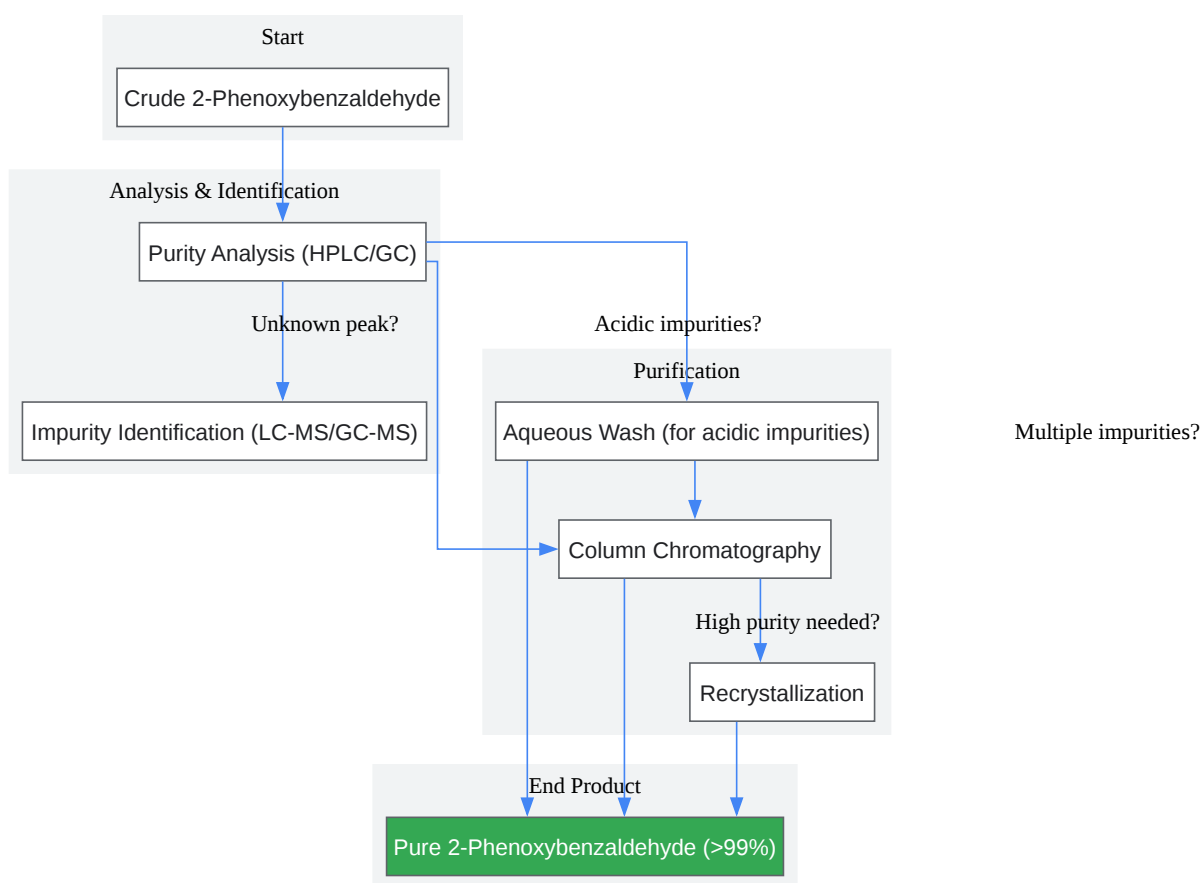 Start
Crude 2-Phenoxybenzaldehyde
Analysis & Identification
Purity Analysis (HPLC/GC)
Unknown peak?
Acidic impurities?
Purification
Impurity Identification (LC-MS/GC-MS)
Aqueous Wash (for acidic impurities)
Multiple impurities?
Column Chromatography
High purity needed?
Recrystallization
End Product
Pure 2-Phenoxybenzaldehyde (>99%)